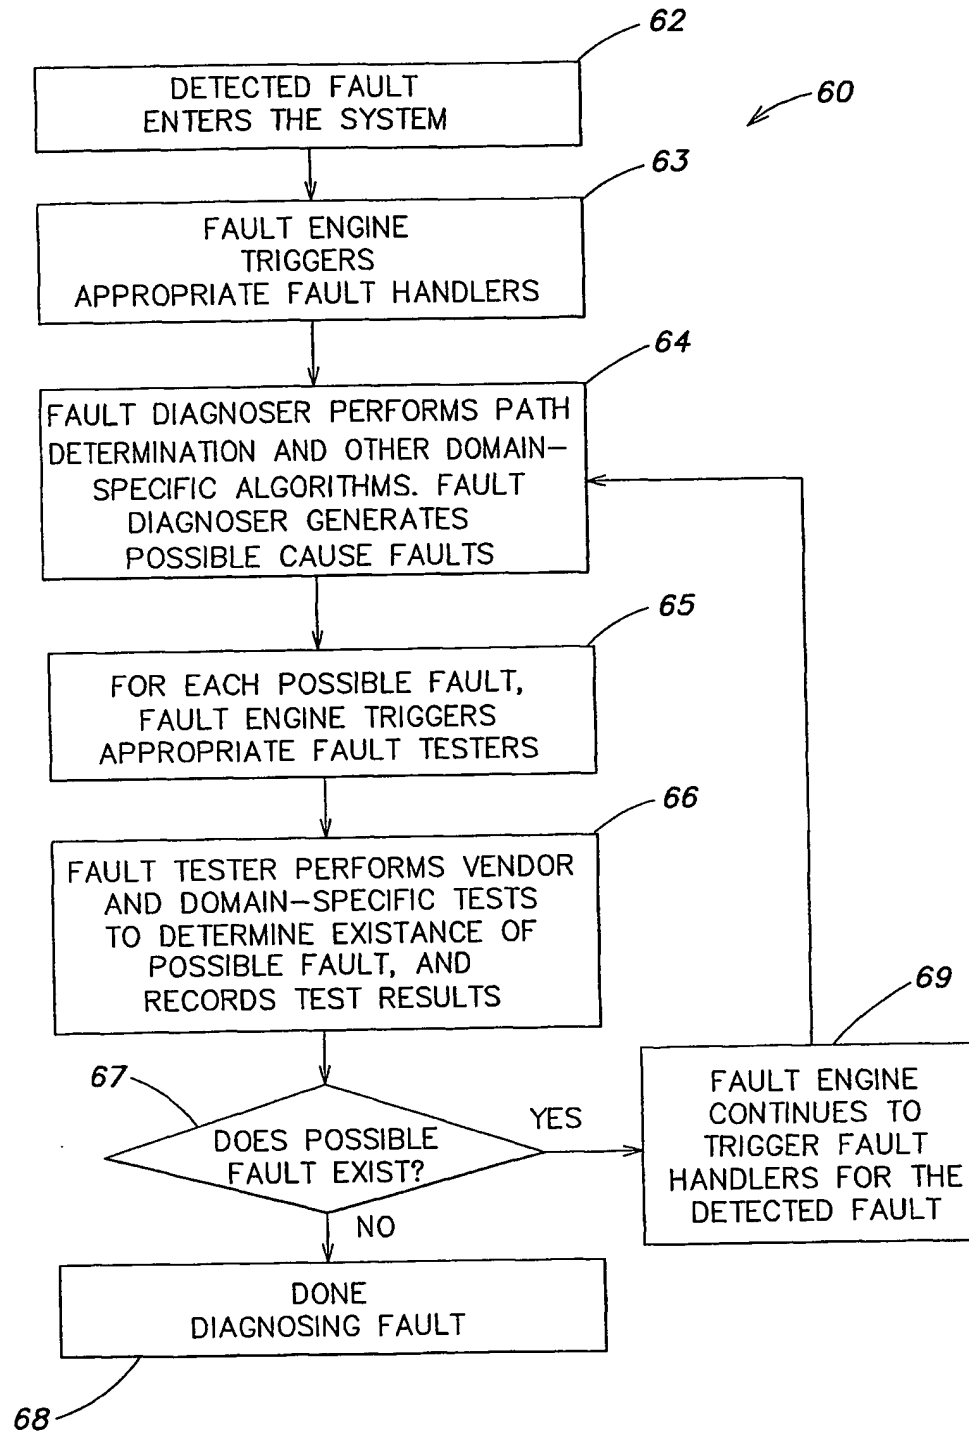 62
DETECTED FAULT
ENTERS THE SYSTEM
60
63
FAULT ENGINE
TRIGGERS
APPROPRIATE FAULT HANDLERS
64
FAULT DIAGNOSER PERFORMS PATH
DETERMINATION AND OTHER DOMAIN-
SPECIFIC ALGORITHMS. FAULT
DIAGNOSER GENERATES
POSSIBLE CAUSE FAULTS
65
FOR EACH POSSIBLE FAULT,
FAULT ENGINE TRIGGERS
APPROPRIATE FAULT TESTERS
66
FAULT TESTER PERFORMS VENDOR
AND DOMAIN-SPECIFIC TESTS
TO DETERMINE EXISTANCE OF
POSSIBLE FAULT, AND
RECORDS TEST RESULTS
67
DOES POSSIBLE
FAULT EXIST?
YES
NO
69
FAULT ENGINE
CONTINUES TO
TRIGGER FAULT
HANDLERS FOR THE
DETECTED FAULT
DONE
DIAGNOSING FAULT
68